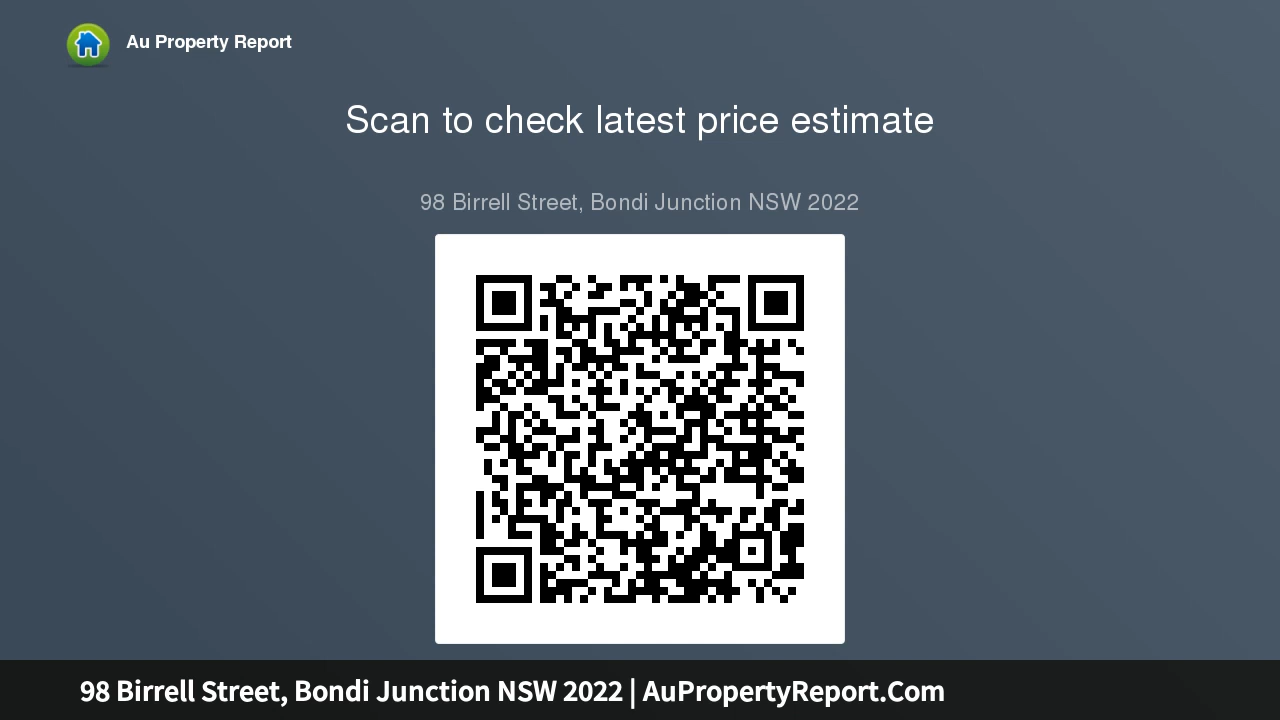 Au Property Report
Scan to check latest price estimate
98 Birrell Street, Bondi Junction NSW 2022
98 Birrell Street, Bondi Junction NSW 2022 | AuPropertyReport.Com